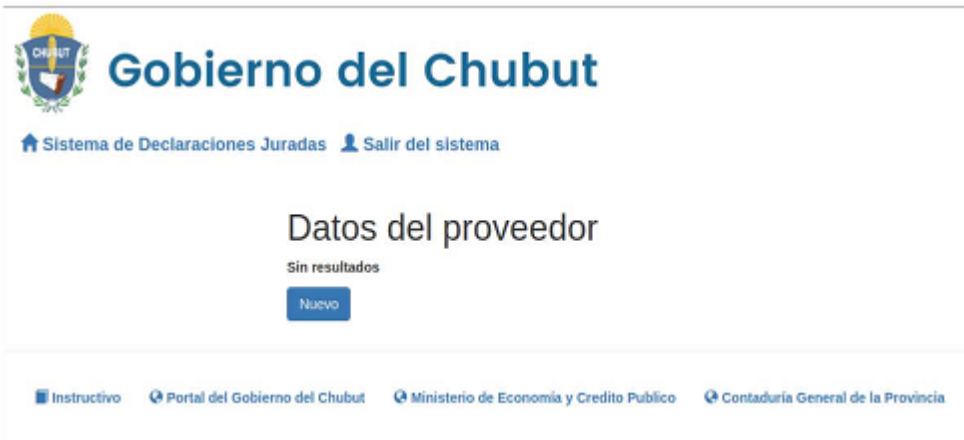 CHUBUT
Gobierno del Chubut
Sistema de Declaraciones Juradas Salir del sistema
Datos del proveedor
Sin resultados
Nuevo
Instructivo Portal del Gobierno del Chubut Ministerio de Economía y Credito Publico Contaduría General de la Provincia